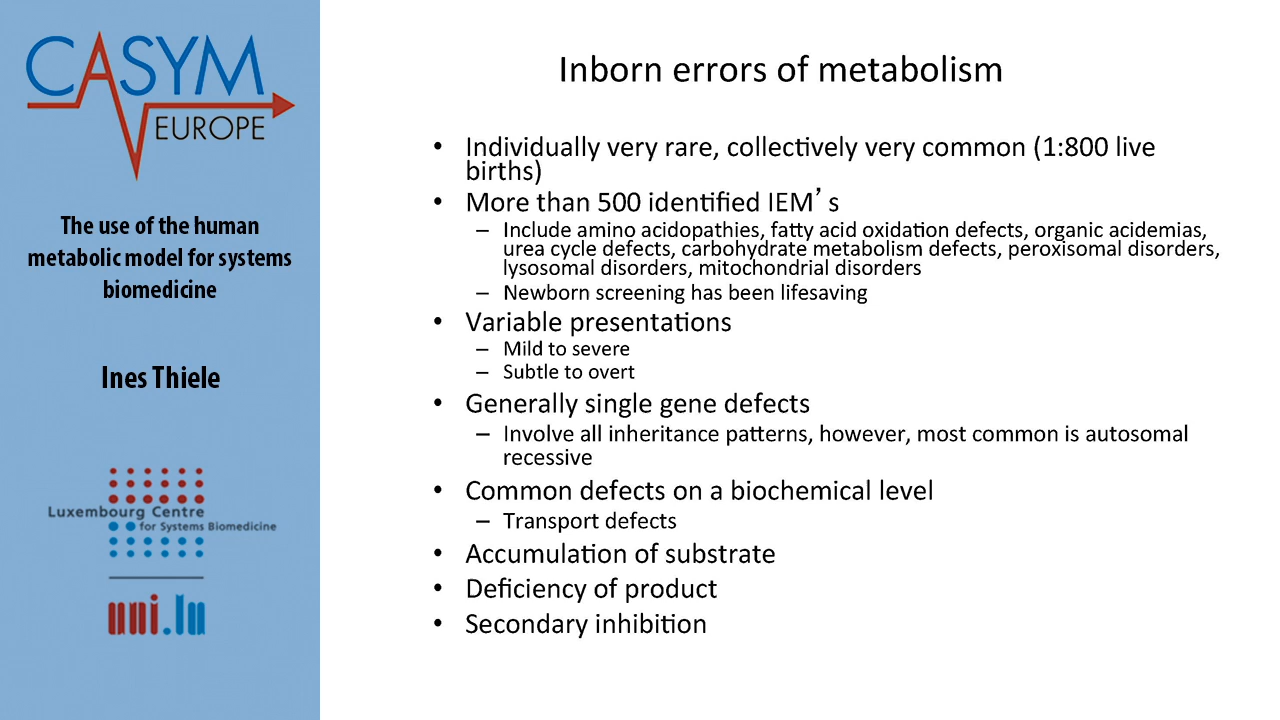 CASYM
EUROPE
The use of the human
metabolic model for systems
biomedicine
Ines Thiele
Luxembourg Centre
for Systems Biomedicine
uni.lu
Inborn errors of metabolism
• Individually very rare, collectively very common (1:800 live
births)
• More than 500 identified IEM’s
– Include amino acidopathies, fatty acid oxidation defects, organic acidemias,
urea cycle defects, carbohydrate metabolism defects, peroxisomal disorders,
lysosomal disorders, mitochondrial disorders
– Newborn screening has been lifesaving
• Variable presentations
– Mild to severe
– Subtle to overt
• Generally single gene defects
– Involve all inheritance patterns, however, most common is autosomal
recessive
• Common defects on a biochemical level
– Transport defects
• Accumulation of substrate
• Deficiency of product
• Secondary inhibition